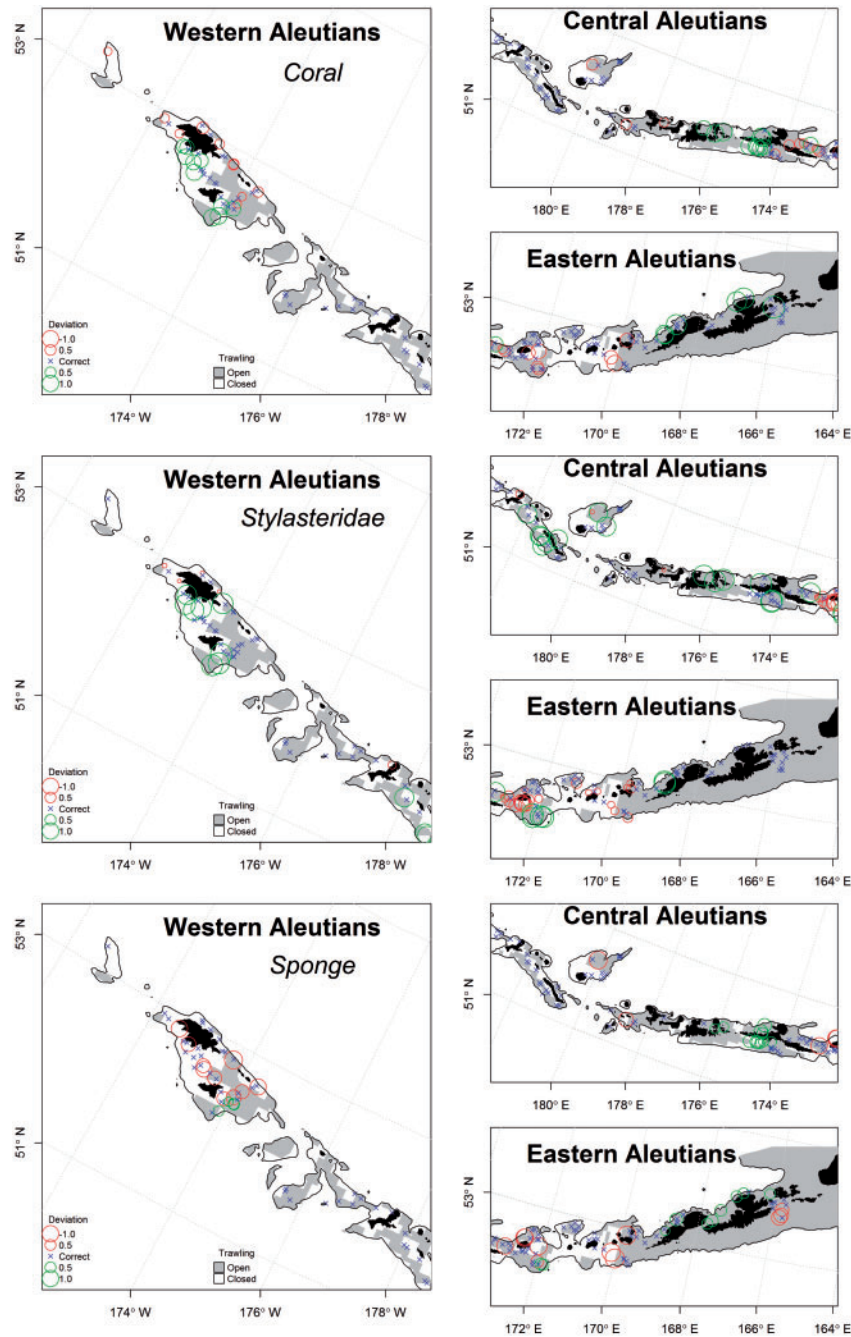 Western Aleutians
Coral
53° N
51° N
Deviation
-1.0
0.5
Correct
0.5
1.0
Trawling
Open
Closed
174° W
176° W
178° W
Central Aleutians
51° N
180° E
178° E
176° E
174° E
Eastern Aleutians
53° N
172° E
170° E
168° E
166° E
164° E
Western Aleutians
Stylasteridae
53° N
51° N
Deviation
-1.0
0.5
Correct
0.5
1.0
Trawling
Open
Closed
174° W
176° W
178° W
Central Aleutians
51° N
180° E
178° E
176° E
174° E
Eastern Aleutians
53° N
172° E
170° E
168° E
166° E
164° E
Western Aleutians
Sponge
53° N
51° N
Deviation
-1.0
0.5
Correct
0.5
1.0
Trawling
Open
Closed
174° W
176° W
178° W
Central Aleutians
51° N
180° E
178° E
176° E
174° E
Eastern Aleutians
53° N
172° E
170° E
168° E
166° E
164° E